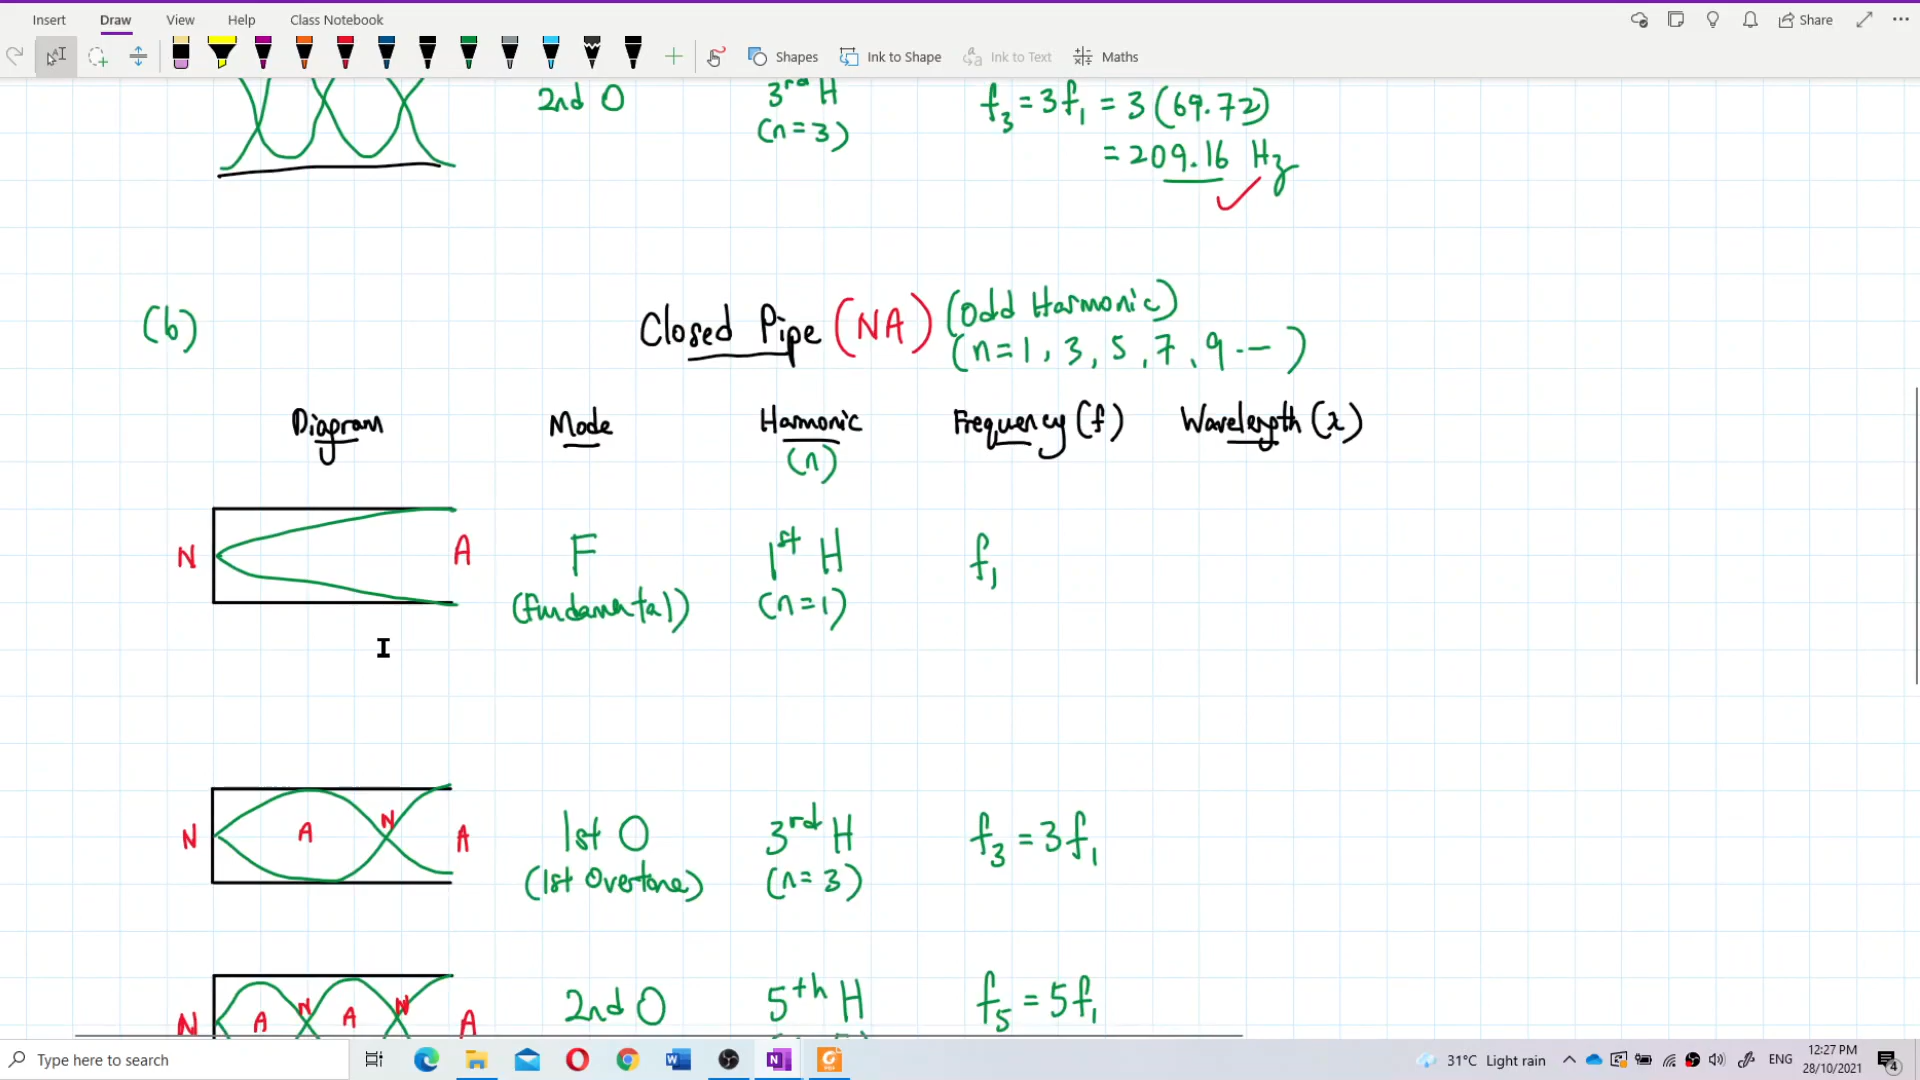 Insert Draw View Help Class Notebook Share
Shapes Ink to Shape Ink to Text Maths
2nd O 3rd H f3 = 3f1 = 3(69.72)
(n=3)
= 209.16 Hz
(b) Closed Pipe (NA) (Odd Harmonic)
(n=1, 3, 5, 7, 9 ·-- )
Diagram Mode Harmonic Frequency (f) Wavelength (λ)
(n)
N A F 1st H f1
(Fundamental) (n=1)
N A N A 1st O 3rd H f3 = 3f1
(1st Overtone) (n=3)
N A N A N A 2nd O 5th H f5 = 5f1
Type here to search 31°C Light rain ENG 12:27 PM
28/10/2021
4